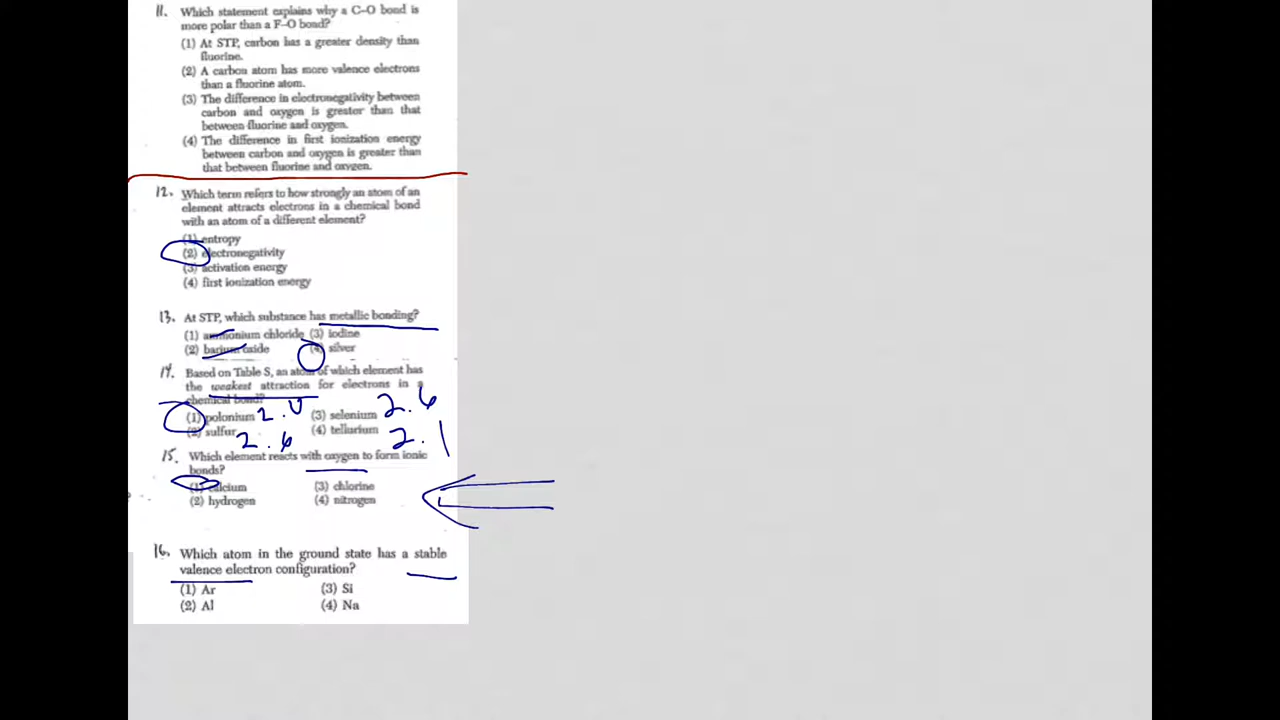 11. Which statement explains why a C–O bond is
more polar than a F–O bond?
(1) At STP, carbon has a greater density than
fluorine.
(2) A carbon atom has more valence electrons
than a fluorine atom.
(3) The difference in electronegativity between
carbon and oxygen is greater than that
between fluorine and oxygen.
(4) The difference in first ionization energy
between carbon and oxygen is greater than
that between fluorine and oxygen.
12. Which term refers to how strongly an atom of an
element attracts electrons in a chemical bond
with an atom of a different element?
(1) entropy
(2) electronegativity
(3) activation energy
(4) first ionization energy
13. At STP, which substance has metallic bonding?
(1) ammonium chloride (3) iodine
(2) barium oxide (4) silver
14. Based on Table S, an atom of which element has
the weakest attraction for electrons in a
chemical bond?
(1) polonium 2.0 (3) selenium 2.6
(2) sulfur 2.6 (4) tellurium 2.1
15. Which element reacts with oxygen to form ionic
bonds?
(1) calcium (3) chlorine
(2) hydrogen (4) nitrogen
16. Which atom in the ground state has a stable
valence electron configuration?
(1) Ar (3) Si
(2) Al (4) Na